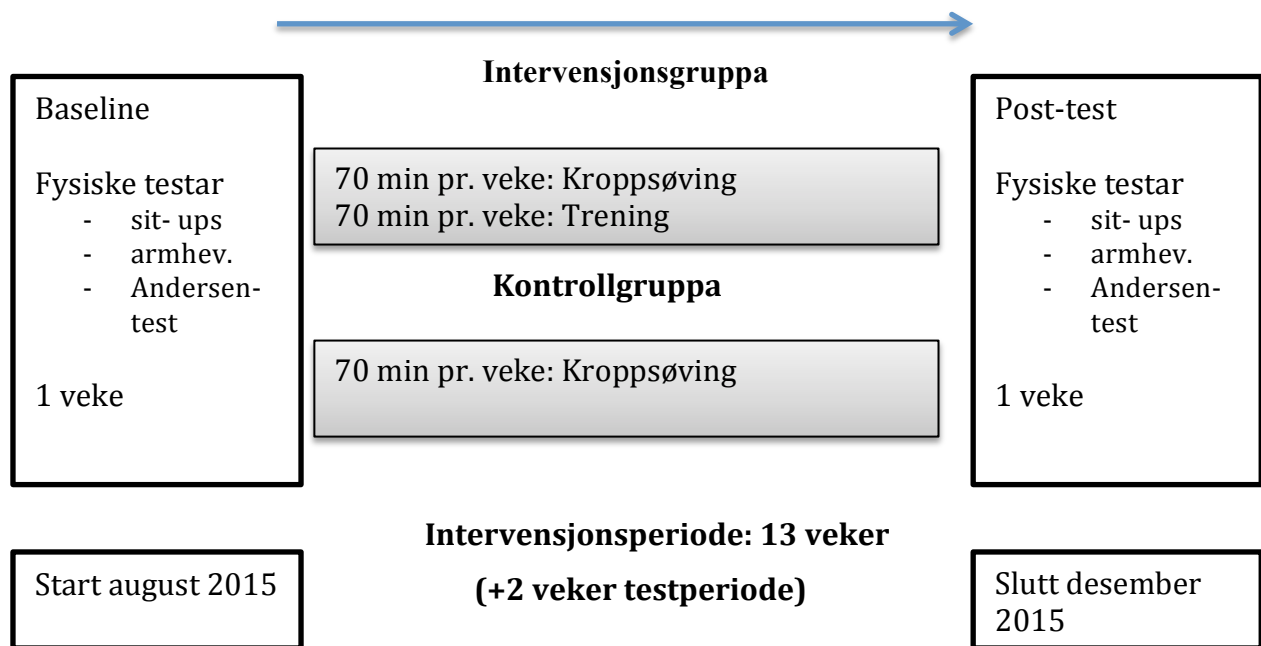 Intervensjonsgruppa
Baseline
Fysiske testar
- sit- ups
- armhev.
- Andersen-
test
1 veke
70 min pr. veke: Kroppsøving
70 min pr. veke: Trening
Kontrollgruppa
70 min pr. veke: Kroppsøving
Post-test
Fysiske testar
- sit- ups
- armhev.
- Andersen-
test
1 veke
Intervensjonsperiode: 13 veker
(+2 veker testperiode)
Start august 2015
Slutt desember
2015